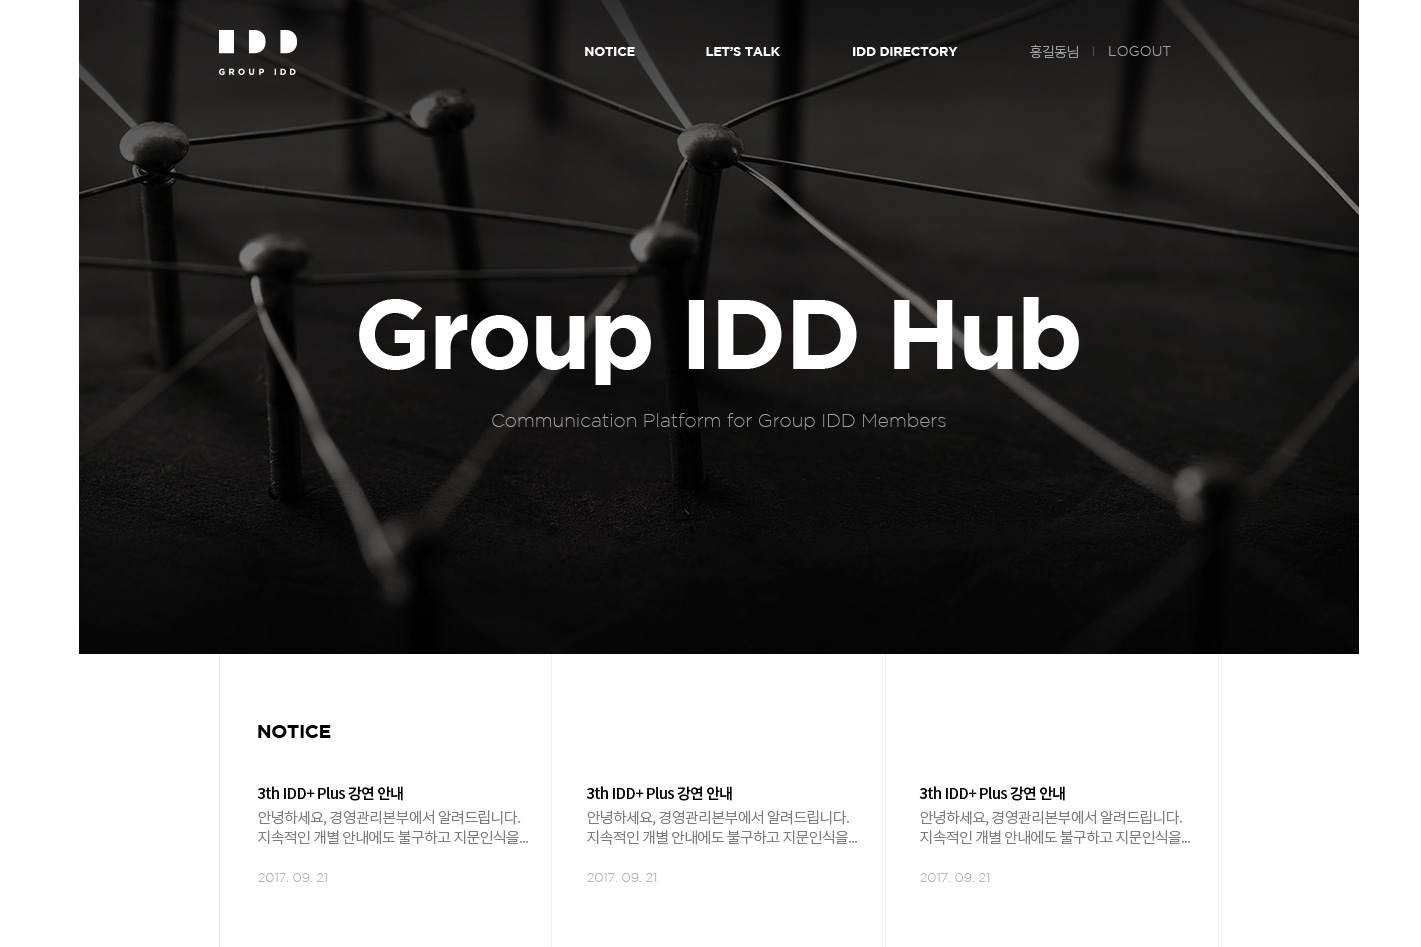 IDD
GROUP IDD
NOTICE
LET'S TALK
IDD DIRECTORY
홍길동님 | LOGOUT
Group IDD Hub
Communication Platform for Group IDD Members
NOTICE
3th IDD+ Plus 강연 안내
안녕하세요, 경영관리본부에서 알려드립니다.
지속적인 개별 안내에도 불구하고 지문인식을...
2017. 09. 21
3th IDD+ Plus 강연 안내
안녕하세요, 경영관리본부에서 알려드립니다.
지속적인 개별 안내에도 불구하고 지문인식을...
2017. 09. 21
3th IDD+ Plus 강연 안내
안녕하세요, 경영관리본부에서 알려드립니다.
지속적인 개별 안내에도 불구하고 지문인식을...
2017. 09. 21